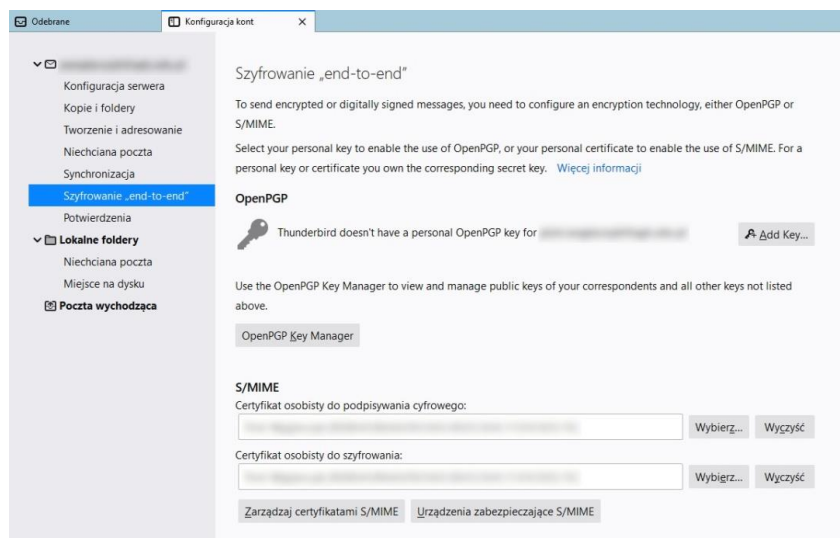 Odebrane
Konfiguracja kont
Konfiguracja serwera
Kopie i foldery
Tworzenie i adresowanie
Niechciana poczta
Synchronizacja
Szyfrowanie „end-to-end”
Potwierdzenia
Lokalne foldery
Niechciana poczta
Miejsce na dysku
Poczta wychodząca
Szyfrowanie „end-to-end”
To send encrypted or digitally signed messages, you need to configure an encryption technology, either OpenPGP or
S/MIME.
Select your personal key to enable the use of OpenPGP, or your personal certificate to enable the use of S/MIME. For a
personal key or certificate you own the corresponding secret key. Więcej informacji
OpenPGP
Thunderbird doesn't have a personal OpenPGP key for
Add Key...
Use the OpenPGP Key Manager to view and manage public keys of your correspondents and all other keys not listed
above.
OpenPGP Key Manager
S/MIME
Certyfikat osobisty do podpisywania cyfrowego:
Wybierz... Wyczyść
Certyfikat osobisty do szyfrowania:
Wybierz... Wyczyść
Zarządzaj certyfikatami S/MIME Urządzenia zabezpieczające S/MIME